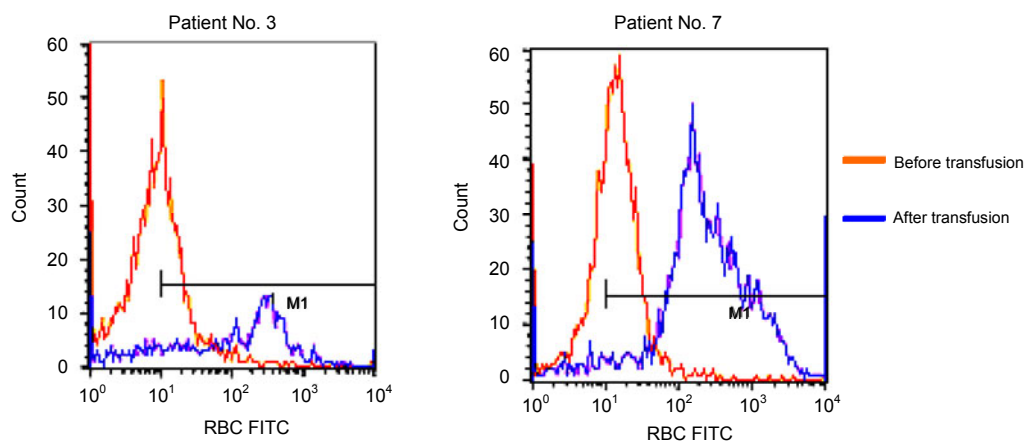 Patient No. 3
60
50
40
30
20
10
0
Count
M1
10^0 10^1 10^2 10^3 10^4
RBC FITC
Patient No. 7
60
50
40
30
20
10
0
Count
M1
10^0 10^1 10^2 10^3 10^4
RBC FITC
Before transfusion
After transfusion